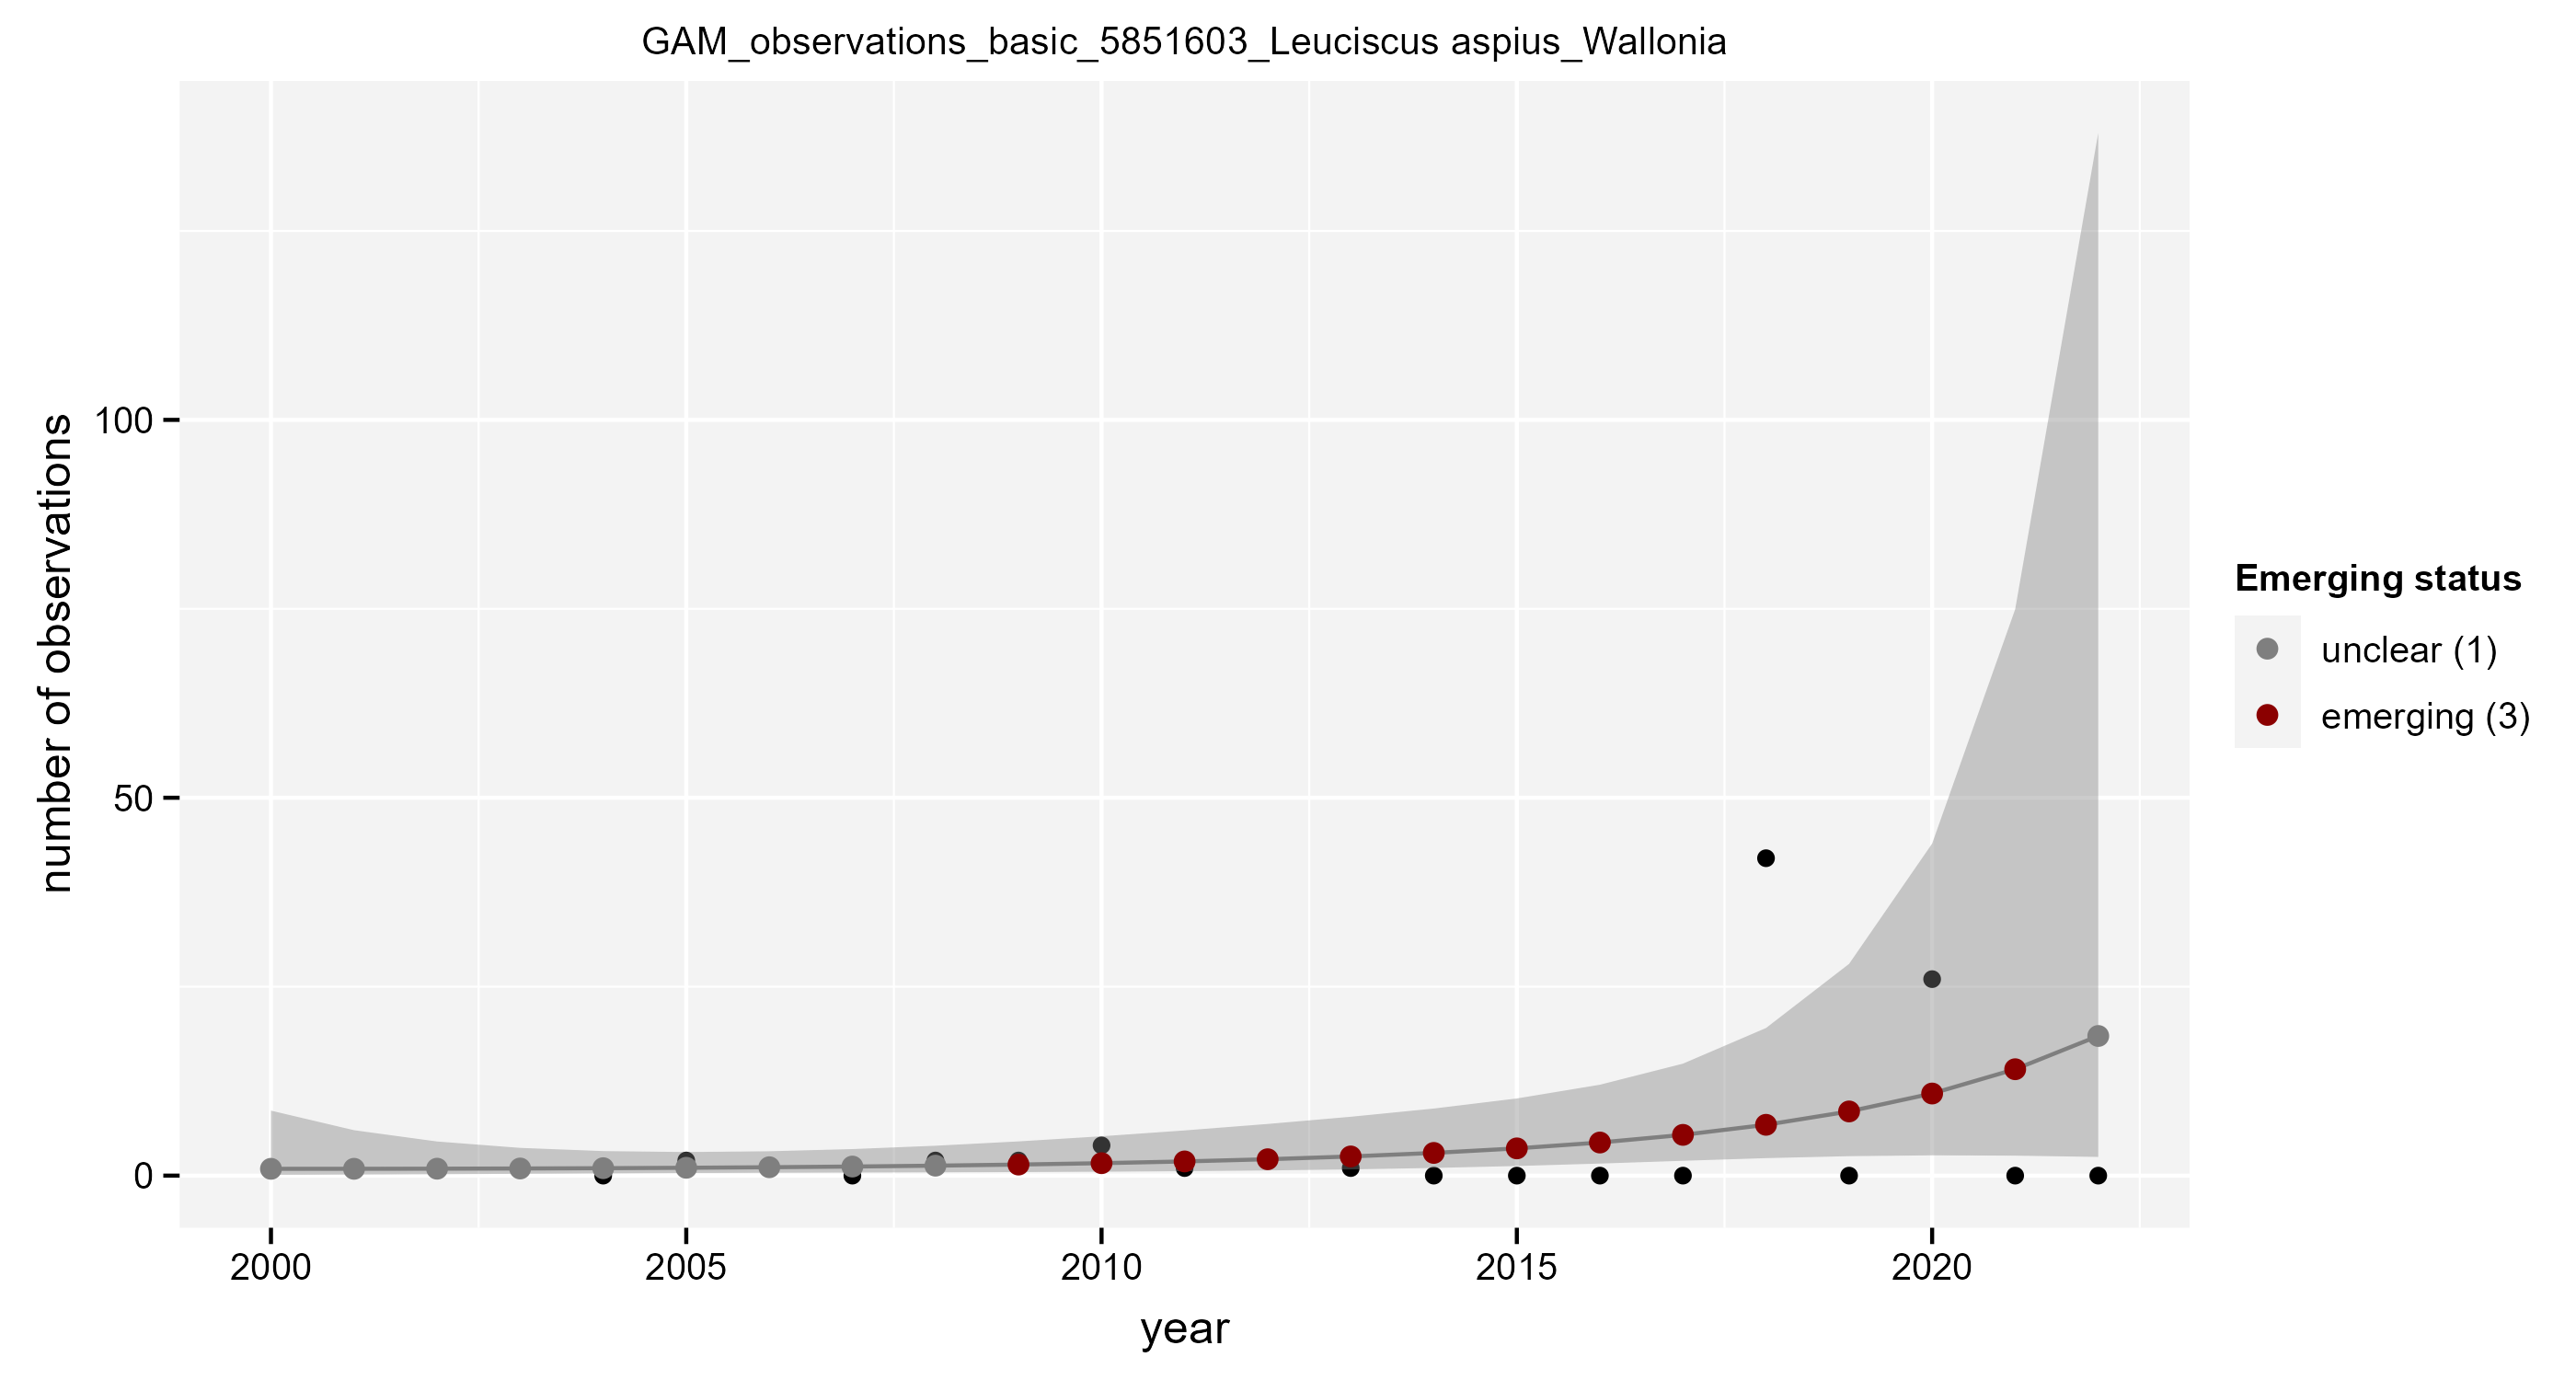 GAM_observations_basic_5851603_Leuciscus aspius_Wallonia
number of observations
100
50
0
2000
2005
2010
2015
2020
year
Emerging status
unclear (1)
emerging (3)